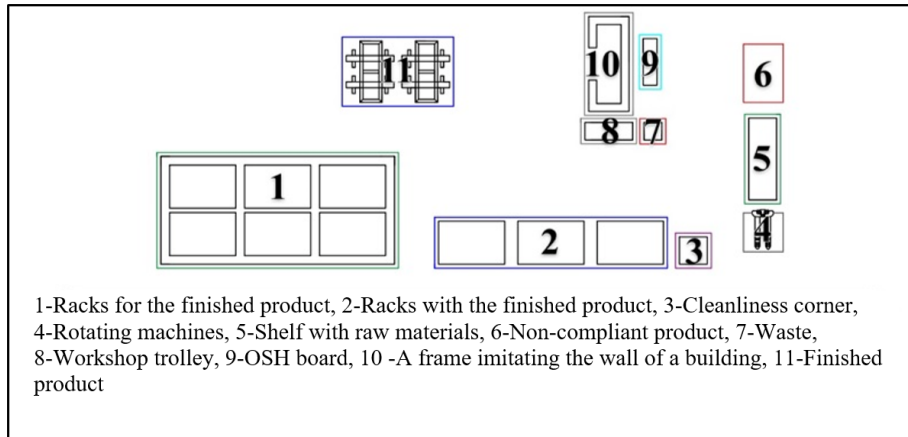 11
10
9
6
8
7
5
1
4
2
3
1-Racks for the finished product, 2-Racks with the finished product, 3-Cleanliness corner,
4-Rotating machines, 5-Shelf with raw materials, 6-Non-compliant product, 7-Waste,
8-Workshop trolley, 9-OSH board, 10 -A frame imitating the wall of a building, 11-Finished
product